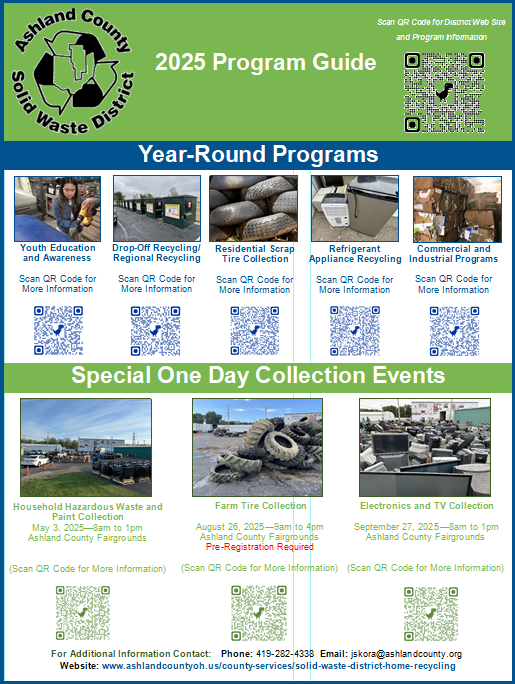 Ashland County
Solid Waste District
2025 Program Guide
Scan QR Code for District Web Site
and Program Information
Year-Round Programs
Youth Education
and Awareness
Scan QR Code for
More Information
Drop-Off Recycling/
Regional Recycling
Scan QR Code for
More Information
Residential Scrap
Tire Collection
Scan QR Code for
More Information
Refrigerant
Appliance Recycling
Scan QR Code for
More Information
Commercial and
Industrial Programs
Scan QR Code for
More Information
Special One Day Collection Events
Household Hazardous Waste and
Paint Collection
May 3, 2025—8am to 1pm
Ashland County Fairgrounds
(Scan QR Code for More Information)
Farm Tire Collection
August 26, 2025—9am to 4pm
Ashland County Fairgrounds
Pre-Registration Required
(Scan QR Code for More Information)
Electronics and TV Collection
September 27, 2025—8am to 1pm
Ashland County Fairgrounds
(Scan QR Code for More Information)
For Additional Information Contact: Phone: 419-282-4338 Email: jskora@ashlandcounty.org
Website: www.ashlandcountyoh.us/county-services/solid-waste-district-home-recycling